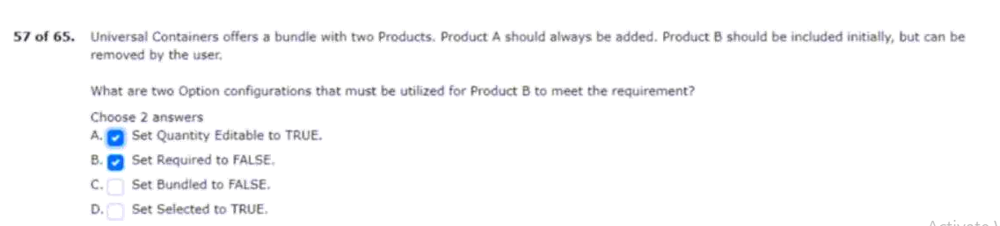 57 of 65. Universal Containers offers a bundle with two Products. Product A should always be added. Product B should be included initially, but can be
removed by the user.
What are two Option configurations that must be utilized for Product B to meet the requirement?
Choose 2 answers
A. Set Quantity Editable to TRUE.
B. Set Required to FALSE.
C. Set Bundled to FALSE.
D. Set Selected to TRUE.